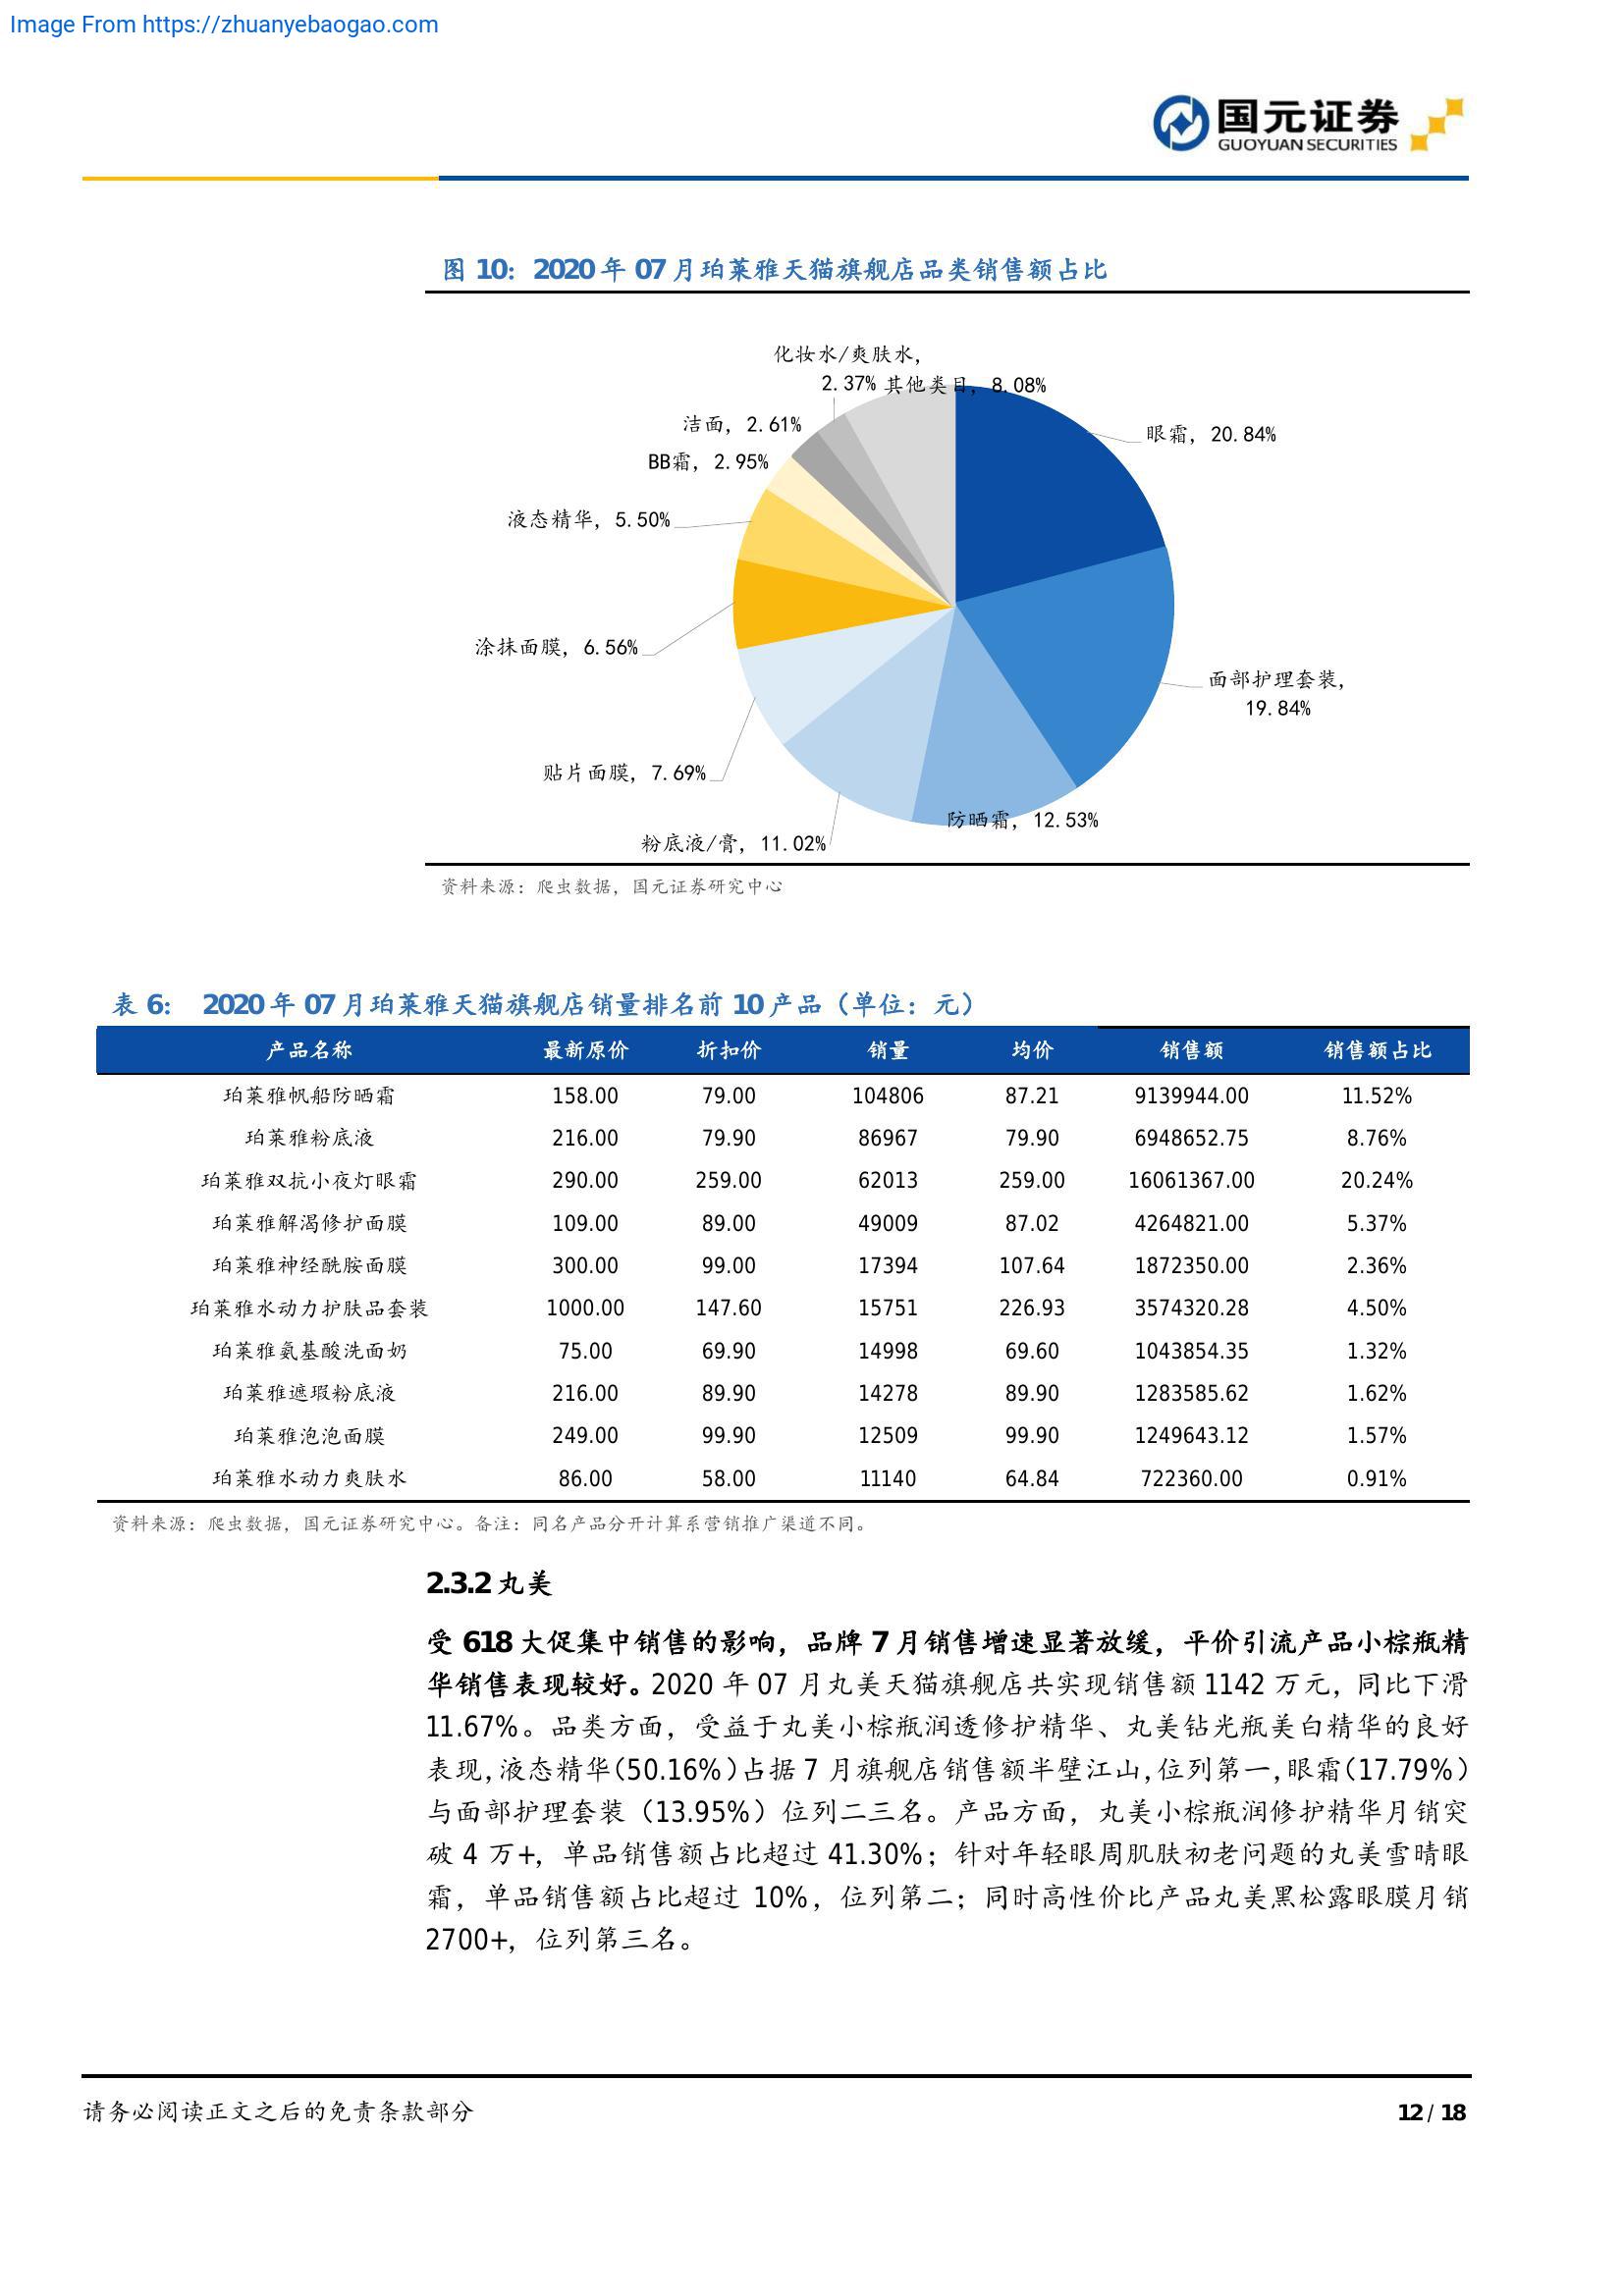 Image From https://zhuanyebaogao.com
国元证券
GUOYUAN SECURITIES
图 10：2020 年 07 月珀莱雅天猫旗舰店品类销售额占比
化妆水/爽肤水，
2.37%
其他类目，8.08%
眼霜，20.84%
洁面，2.61%
BB霜，2.95%
液态精华，5.50%
涂抹面膜，6.56%
面部护理套装，
19.84%
贴片面膜，7.69%
防晒霜，12.53%
粉底液/膏，11.02%
资料来源：爬虫数据，国元证券研究中心
表 6： 2020 年 07 月珀莱雅天猫旗舰店销量排名前 10 产品（单位：元）
产品名称 最新原价 折扣价 销量 均价 销售额 销售额占比
珀莱雅帆船防晒霜 158.00 79.00 104806 87.21 9139944.00 11.52%
珀莱雅粉底液 216.00 79.90 86967 79.90 6948652.75 8.76%
珀莱雅双抗小夜灯眼霜 290.00 259.00 62013 259.00 16061367.00 20.24%
珀莱雅解渴修护面膜 109.00 89.00 49009 87.02 4264821.00 5.37%
珀莱雅神经酰胺面膜 300.00 99.00 17394 107.64 1872350.00 2.36%
珀莱雅水动力护肤品套装 1000.00 147.60 15751 226.93 3574320.28 4.50%
珀莱雅氨基酸洗面奶 75.00 69.90 14998 69.60 1043854.35 1.32%
珀莱雅遮瑕粉底液 216.00 89.90 14278 89.90 1283585.62 1.62%
珀莱雅泡泡面膜 249.00 99.90 12509 99.90 1249643.12 1.57%
珀莱雅水动力爽肤水 86.00 58.00 11140 64.84 722360.00 0.91%
资料来源：爬虫数据，国元证券研究中心。备注：同名产品分开计算系营销推广渠道不同。
2.3.2 丸美
受 618 大促集中销售的影响，品牌 7 月销售增速显著放缓，平价引流产品小棕瓶精
华销售表现较好。2020 年 07 月丸美天猫旗舰店共实现销售额 1142 万元，同比下滑
11.67%。品类方面，受益于丸美小棕瓶润透修护精华、丸美钻光瓶美白精华的良好
表现，液态精华（50.16%）占据 7 月旗舰店销售额半壁江山，位列第一，眼霜（17.79%）
与面部护理套装（13.95%）位列二三名。产品方面，丸美小棕瓶润修护精华月销突
破 4 万+，单品销售额占比超过 41.30%；针对年轻眼周肌肤初老问题的丸美雪晴眼
霜，单品销售额占比超过 10%，位列第二；同时高性价比产品丸美黑松露眼膜月销
2700+，位列第三名。
请务必阅读正文之后的免责条款部分
12 / 18